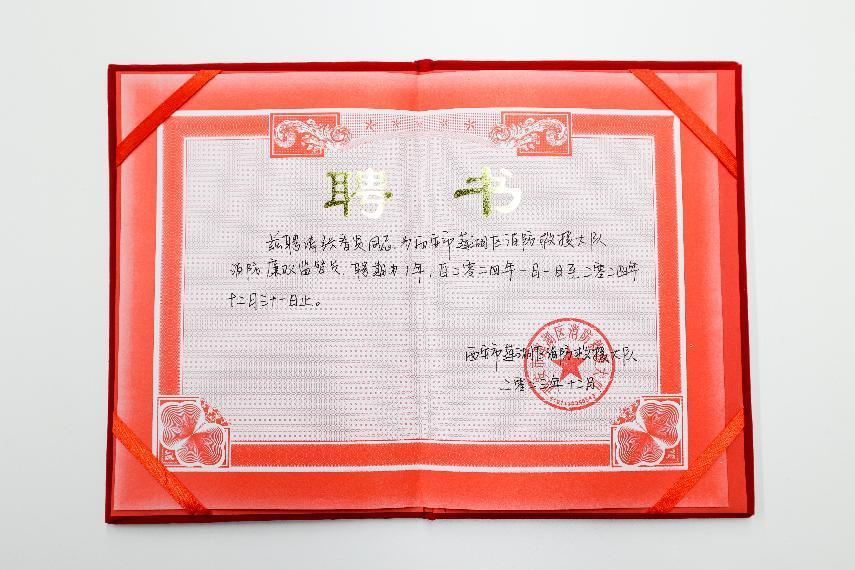 聘书
兹聘请张春贤同志为西安市莲湖区消防救援大队
消防廉政监督员,聘期为1年,自二零二四年一月一日至二零二四年
十二月三十一日止。
西安市莲湖区消防救援大队
二零二三年十二月